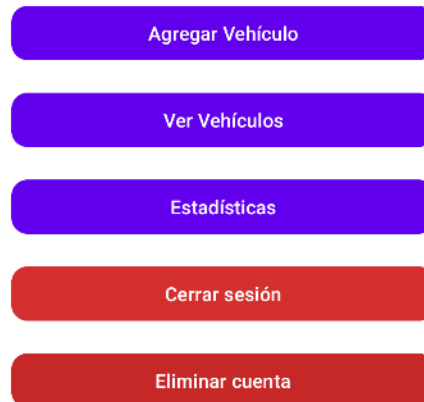 Agregar Vehículo
Ver Vehículos
Estadísticas
Cerrar sesión
Eliminar cuenta